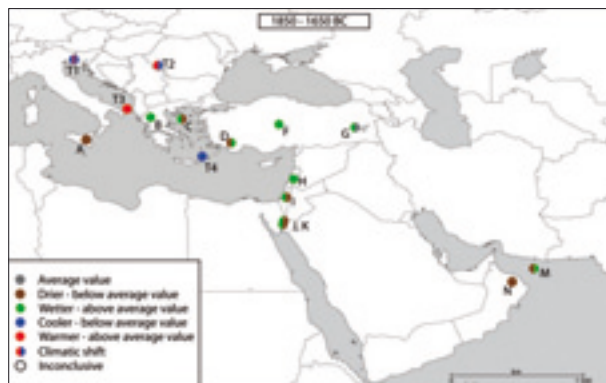 1850 - 1650 BC
T1
T2
T3
B
C
A
D
F
G
T4
H
I
J, K
M
N
Average value
Drier - below average value
Wetter - above average value
Cooler - below average value
Warmer - above average value
Climatic shift
Inconclusive